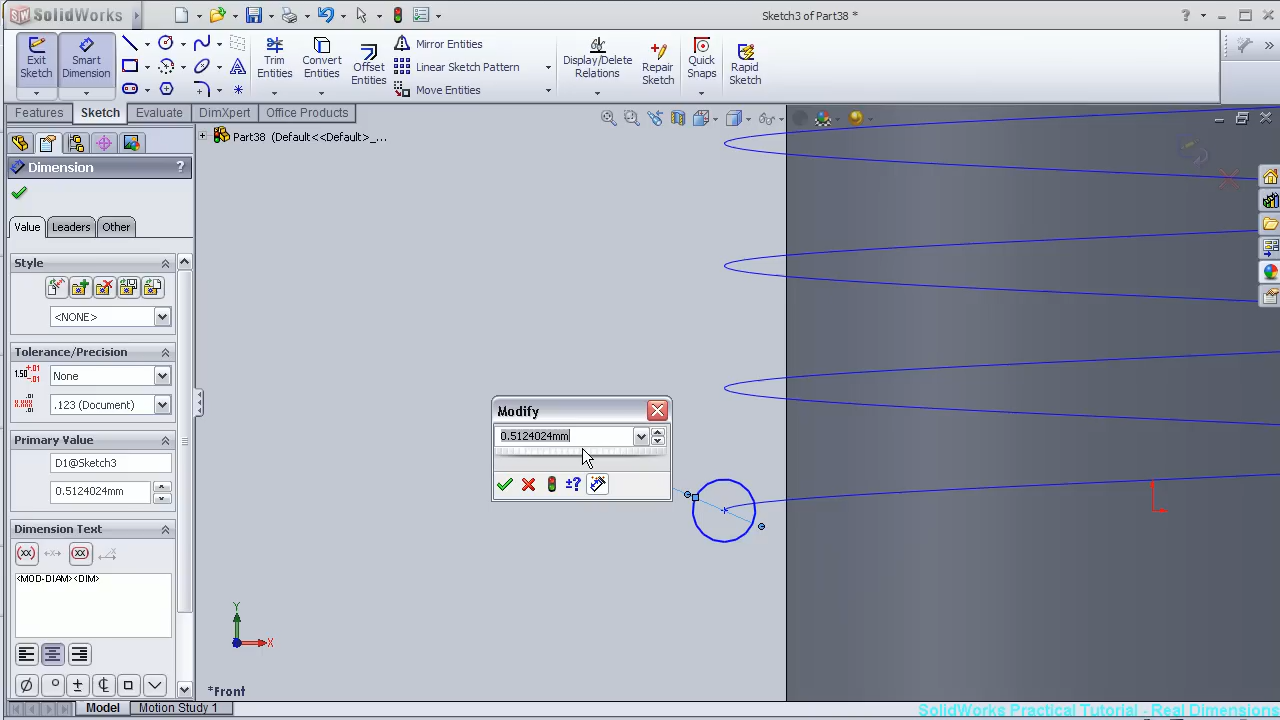 SolidWorks
Sketch3 of Part38 *
Exit Sketch
Smart Dimension
Trim Entities
Convert Entities
Offset Entities
Mirror Entities
Linear Sketch Pattern
Move Entities
Display/Delete Relations
Repair Sketch
Quick Snaps
Rapid Sketch
Features
Sketch
Evaluate
DimXpert
Office Products
Part38 (Default<<Default>_...
Dimension
?
Value
Leaders
Other
Style
<NONE>
Tolerance/Precision
None
.123 (Document)
Primary Value
D1@Sketch3
0.5124024mm
Dimension Text
<MOD-DIAM><DIM>
Modify
0.5124024mm
±?
Y
X
*Front
Model
Motion Study 1
SolidWorks Practical Tutorial - Real Dimensions